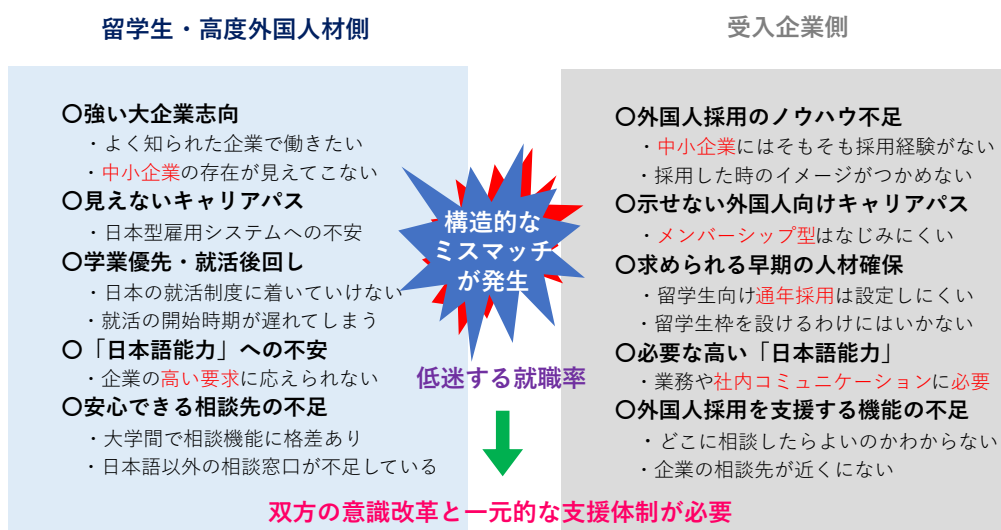 留学生・高度外国人材側
〇強い大企業志向
・よく知られた企業で働きたい
・中小企業の存在が見えてこない
〇見えないキャリアパス
・日本型雇用システムへの不安
〇学業優先・就活後回し
・日本の就活制度に着いていけない
・就活の開始時期が遅れてしまう
〇「日本語能力」への不安
・企業の高い要求に応えられない
〇安心できる相談先の不足
・大学間で相談機能に格差あり
・日本語以外の相談窓口が不足している
構造的な
ミスマッチ
が発生
低迷する就職率
受入企業側
〇外国人採用のノウハウ不足
・中小企業にはそもそも採用経験がない
・採用した時のイメージがつかめない
〇示せない外国人向けキャリアパス
・メンバーシップ型はなじみにくい
〇求められる早期の人材確保
・留学生向け通年採用は設定しにくい
・留学生枠を設けるわけにはいかない
〇必要な高い「日本語能力」
・業務や社内コミュニケーションに必要
〇外国人採用を支援する機能の不足
・どこに相談したらよいのかわからない
・企業の相談先が近くにない
双方の意識改革と一元的な支援体制が必要